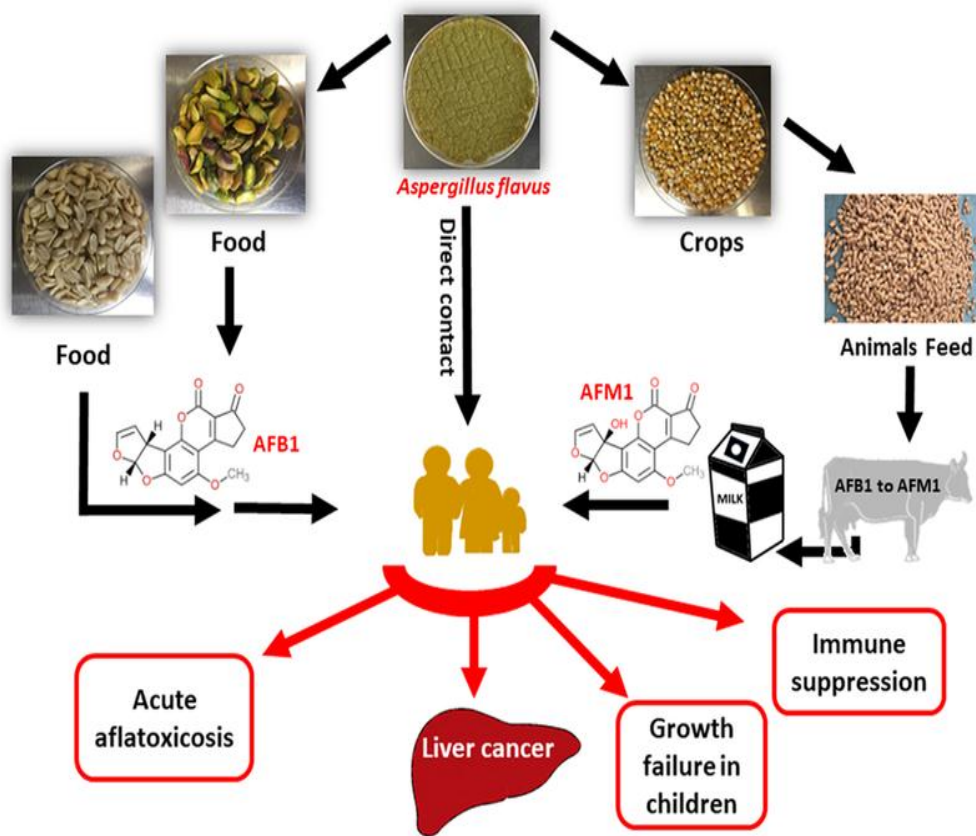 Aspergillus flavus
Food
Crops
Food
Direct contact
Animals Feed
AFB1
AFM1
O
O
O
H
O
H
O
O
CH3
O
O
O
OH
O
H
O
O
CH3
MILK
AFB1 to AFM1
Acute
aflatoxicosis
Liver cancer
Growth
failure in
children
Immune
suppression